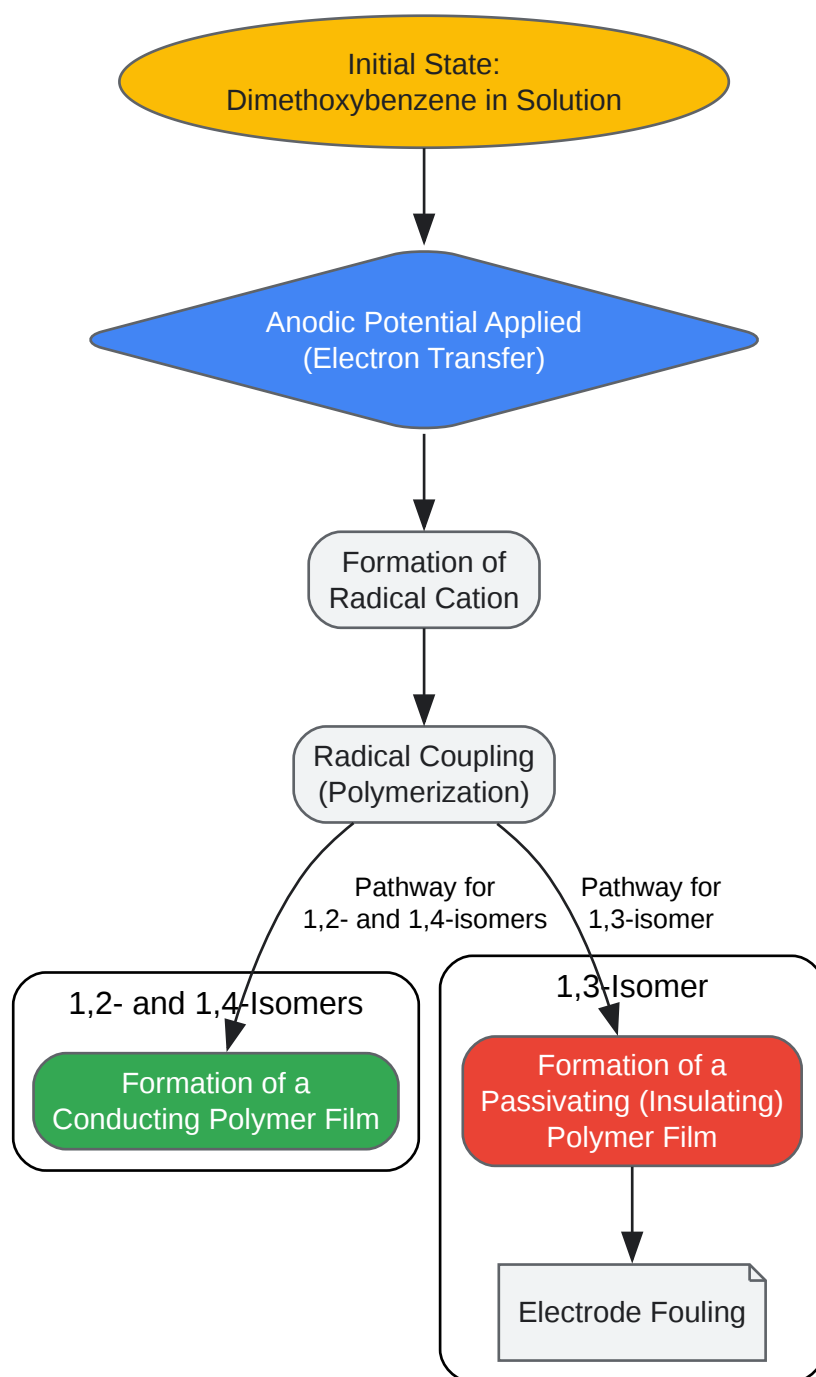 Initial State:
Dimethoxybenzene in Solution
Anodic Potential Applied
(Electron Transfer)
Formation of
Radical Cation
Radical Coupling
(Polymerization)
Pathway for
1,2- and 1,4-isomers
Pathway for
1,3-isomer
1,2- and 1,4-Isomers
Formation of a
Conducting Polymer Film
1,3-Isomer
Formation of a
Passivating (Insulating)
Polymer Film
Electrode Fouling